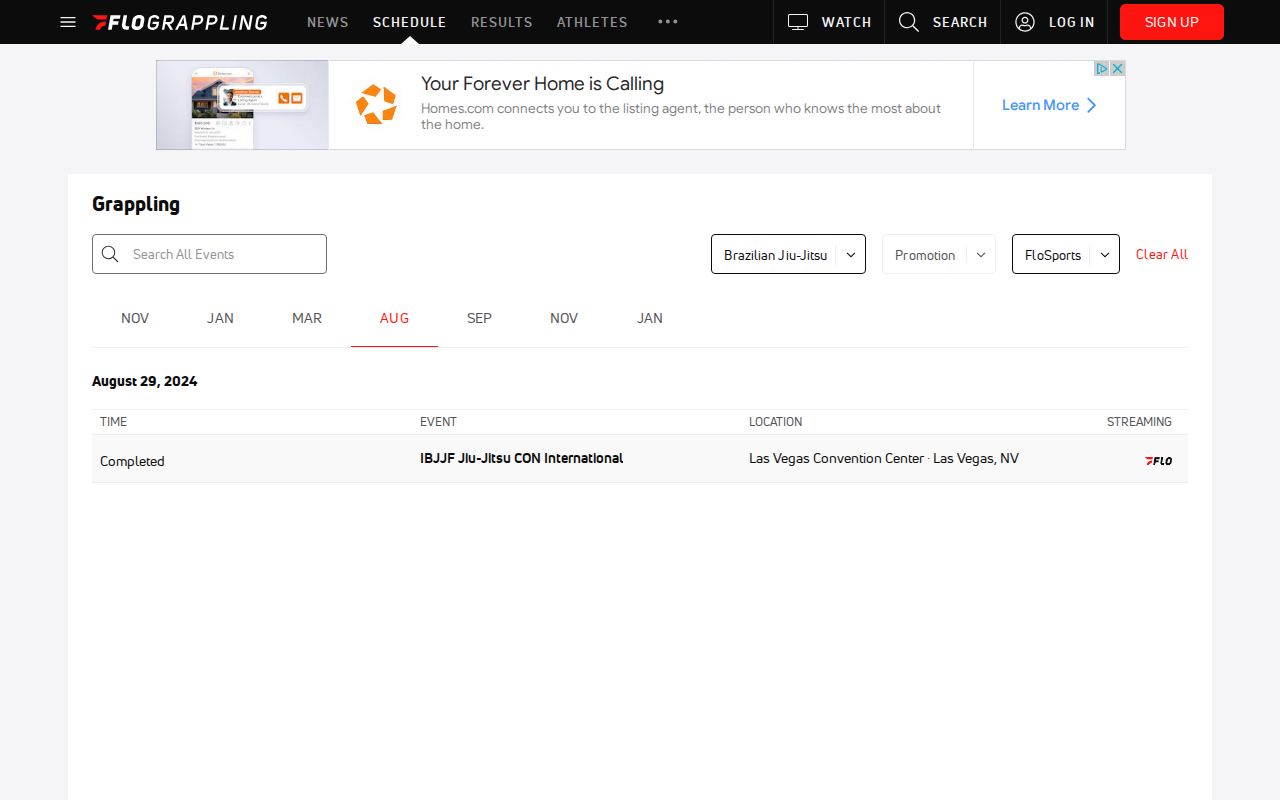 FLOGRAPPLING NEWS SCHEDULE RESULTS ATHLETES WATCH SEARCH LOG IN SIGN UP
Your Forever Home is Calling
Homes.com connects you to the listing agent, the person who knows the most about
the home.
Learn More
Grappling
Search All Events
Brazilian Jiu-Jitsu
Promotion
FloSports
Clear All
NOV JAN MAR AUG SEP NOV JAN
August 29, 2024
TIME EVENT LOCATION STREAMING
Completed IBJJF Jiu-Jitsu CON International Las Vegas Convention Center · Las Vegas, NV FLO